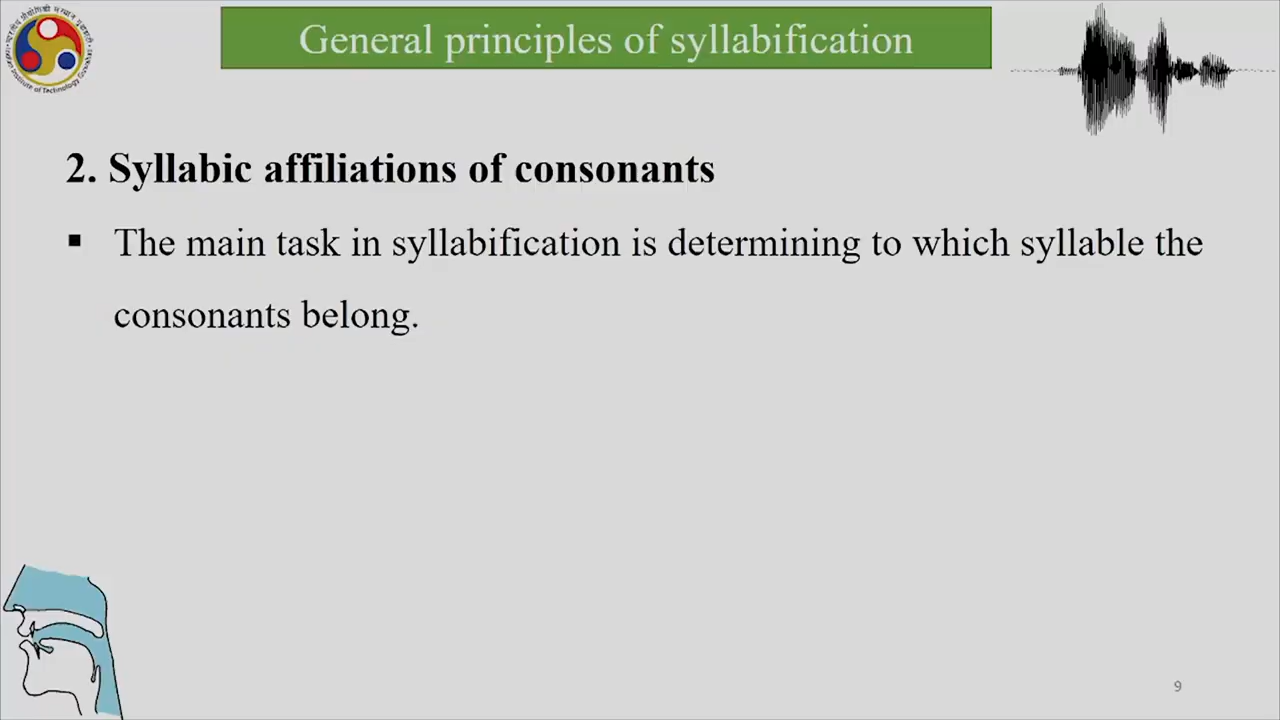 General principles of syllabification
2. Syllabic affiliations of consonants
▪ The main task in syllabification is determining to which syllable the
consonants belong.
9